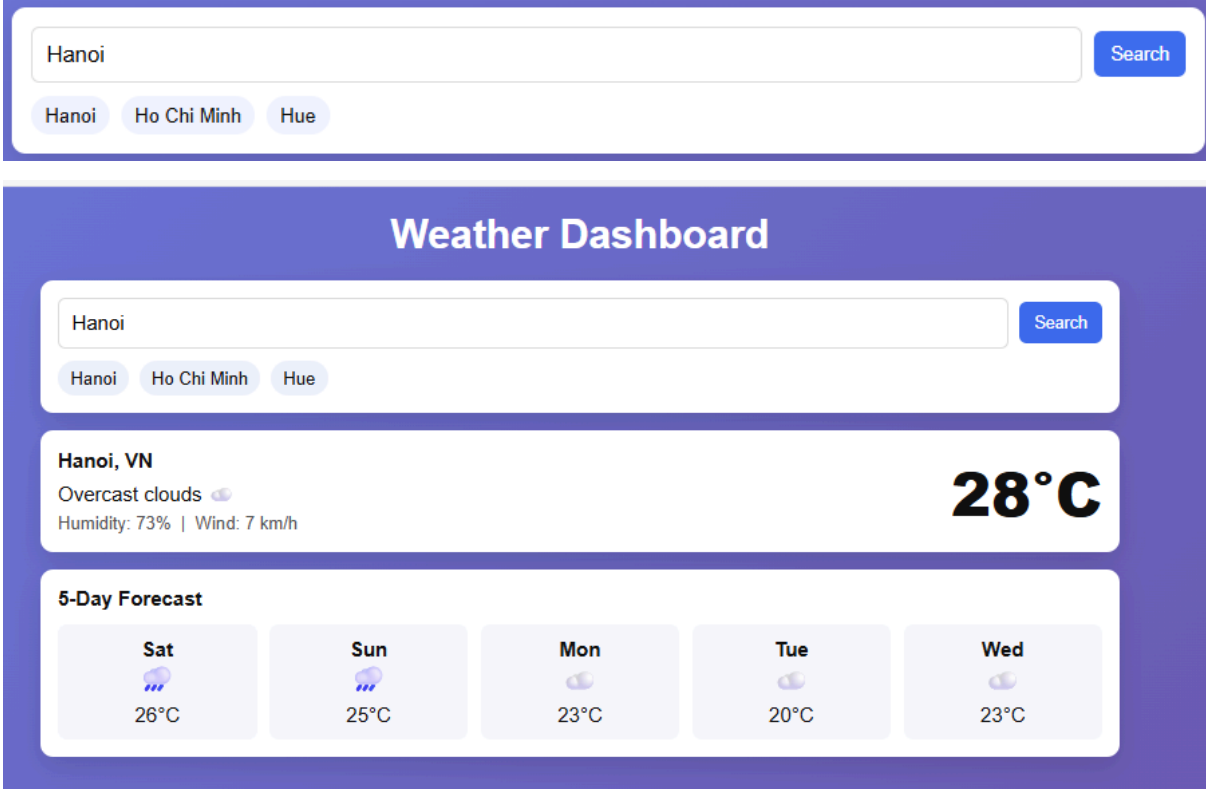 Hanoi
Search
Hanoi Ho Chi Minh Hue
Weather Dashboard
Hanoi
Search
Hanoi Ho Chi Minh Hue
Hanoi, VN
Overcast clouds
Humidity: 73% | Wind: 7 km/h
28°C
5-Day Forecast
Sat Sun Mon Tue Wed
26°C 25°C 23°C 20°C 23°C